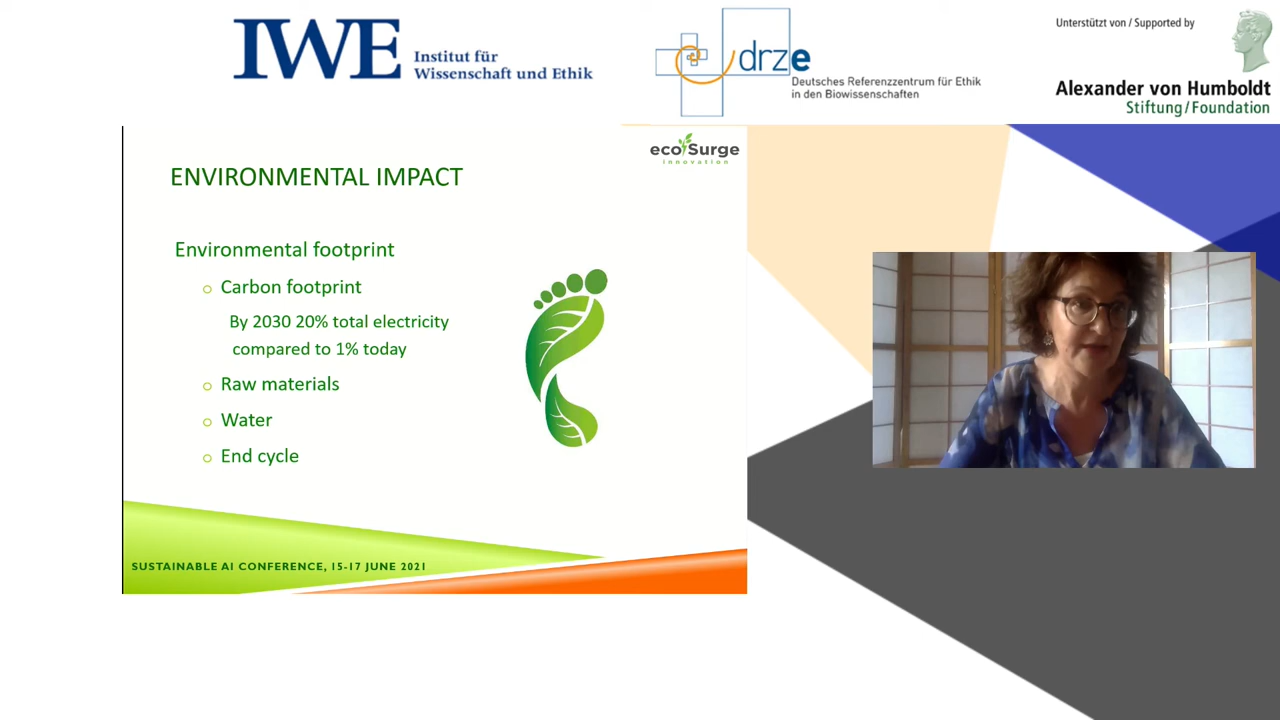 IWE Institut für
Wissenschaft und Ethik
drze
Deutsches Referenzzentrum für Ethik
in den Biowissenschaften
Unterstützt von / Supported by
Alexander von Humboldt
Stiftung/Foundation
ecoSurge
innovation
ENVIRONMENTAL IMPACT
Environmental footprint
Carbon footprint
By 2030 20% total electricity
compared to 1% today
Raw materials
Water
End cycle
SUSTAINABLE AI CONFERENCE, 15-17 JUNE 2021